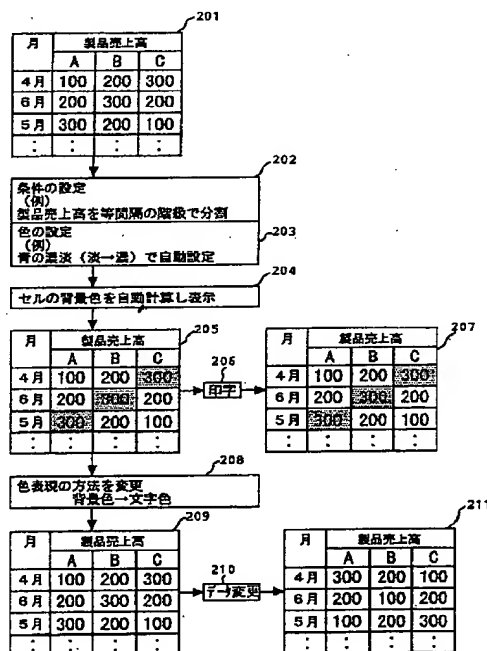 201
月 製品売上高
A B C
4月 100 200 300
6月 200 300 200
5月 300 200 100
: : : :
202
条件の設定
(例)
製品売上高を等間隔の階級で分割
203
色の設定
(例)
青の濃淡(淡→濃)で自動設定
204
セルの背景色を自動計算し表示
205
月 製品売上高
A B C
4月 100 200 300
6月 200 300 200
5月 300 200 100
: : : :
206
印字
207
月 製品売上高
A B C
4月 100 200 300
6月 200 300 200
5月 300 200 100
: : : :
208
色表現の方法を変更
背景色→文字色
209
月 製品売上高
A B C
4月 100 200 300
6月 200 300 200
5月 300 200 100
: : : :
210
データ変更
211
月 製品売上高
A B C
4月 300 200 100
6月 200 100 200
5月 100 200 300
: : : :